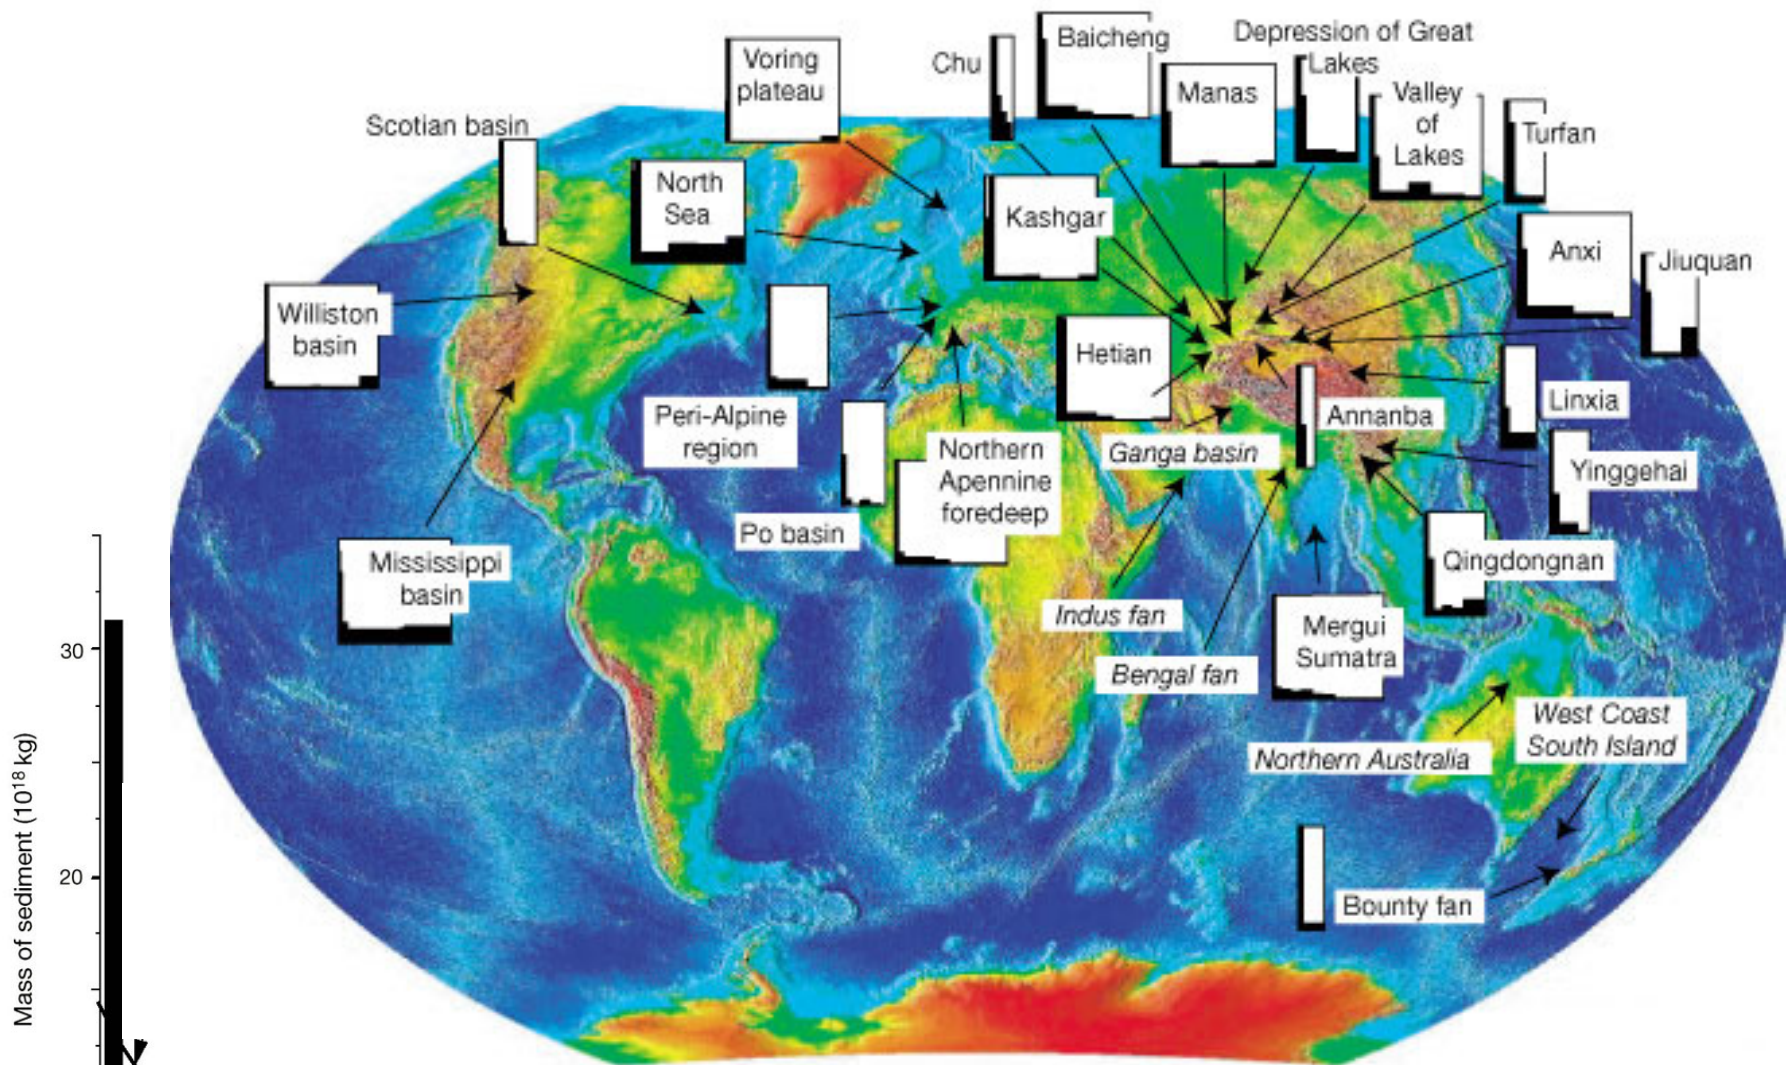 Voring
plateau
Chu
Baicheng
Depression of Great
Lakes
Manas
Valley
of
Lakes
Turfan
Scotian basin
North
Sea
Kashgar
Anxi
Jiuquan
Williston
basin
Hetian
Linxia
Annanba
Peri-Alpine
region
Northern
Apennine
foredeep
Ganga basin
Yinggehai
Po basin
Qingdongnan
Mississippi
basin
Indus fan
Mergui
Sumatra
Bengal fan
West Coast
South Island
Northern Australia
Bounty fan
30
20
Mass of sediment (10¹⁸ kg)